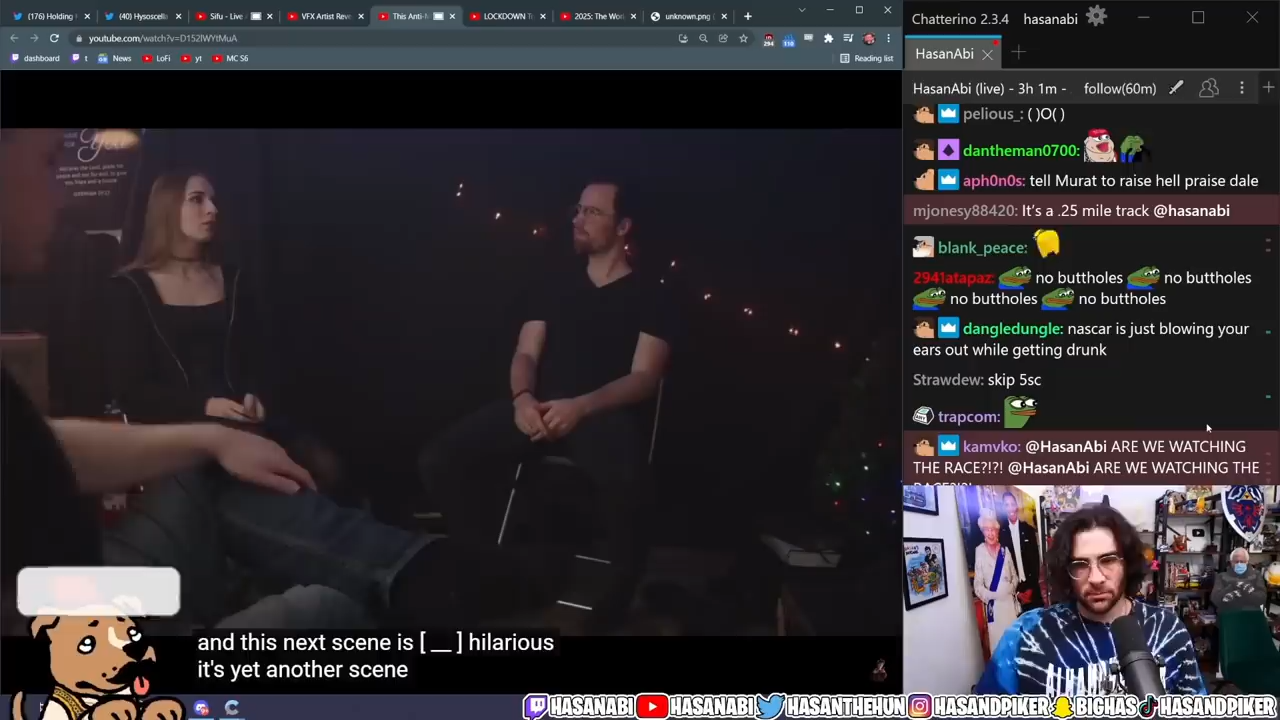 (176) Holding
(40) Hysoscell
Sifu - Live
VFX Artist Rev
This Anti-M
LOCKDOWN T
2025: The Wor
unknown.png (
youtube.com/watch?v=D152lWYtMuA
294
110
dashboard
t
News
LoFi
yt
MC S6
Reading list
You
and this next scene is [ __ ] hilarious
it's yet another scene
Chatterino 2.3.4
hasanabi
HasanAbi
HasanAbi (live) - 3h 1m -
follow(60m)
pelious_: ( )O( )
dantheman0700:
aph0n0s: tell Murat to raise hell praise dale
mjonesy88420: It's a .25 mile track @hasanabi
blank_peace:
2941atapaz: no buttholes no buttholes
no buttholes no buttholes
dangledungle: nascar is just blowing your
ears out while getting drunk
Strawdew: skip 5sc
trapcom:
kamvko: @HasanAbi ARE WE WATCHING
THE RACE?!?! @HasanAbi ARE WE WATCHING THE
RACE?!?!
HASANABI HASANABI HASANTHEHUN HASANDPIKER BIGHAS HASANDPIKER